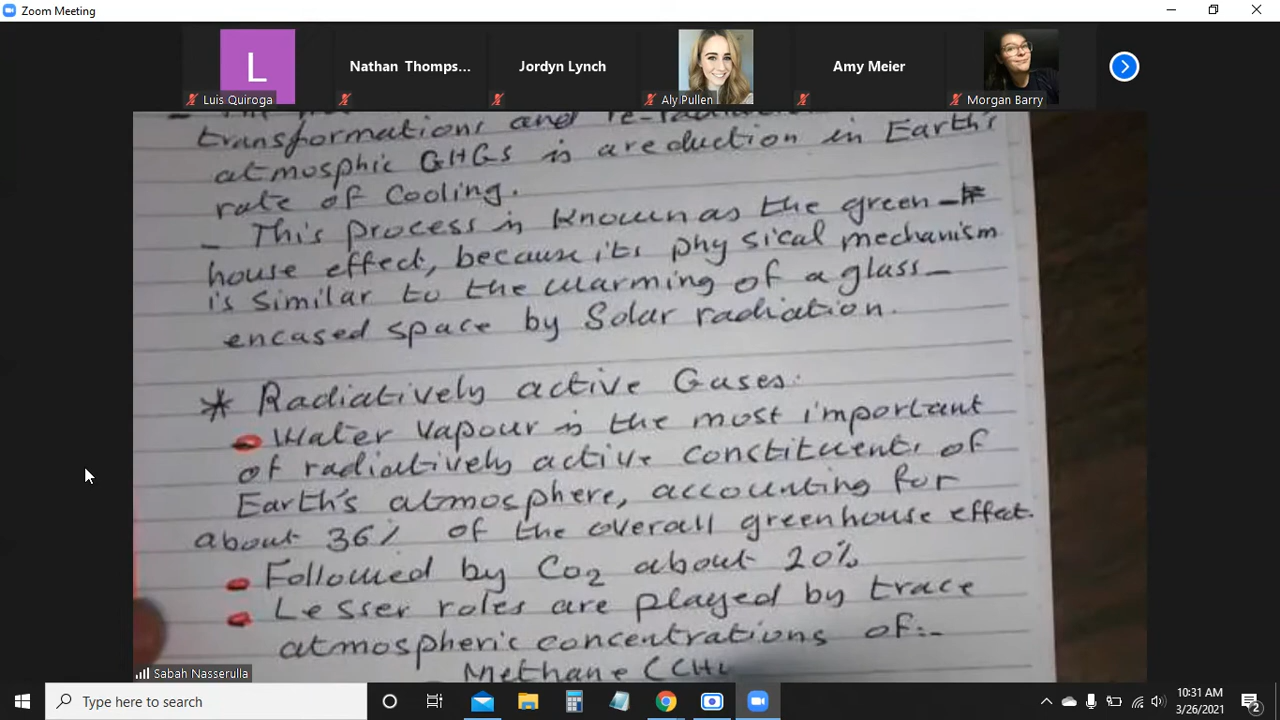 Zoom Meeting
L
Luis Quiroga
Nathan Thomps...
Jordyn Lynch
Aly Pullen
Amy Meier
Morgan Barry
transformations and
atmosphic GHGs is a reduction in Earth's
rate of Cooling.
- This process is known as the green-
house effect, because its physical mechanism
is similar to the warming of a glass-
encased space by Solar radiation.
* Radiatively active Gases:
Water Vapour is the most important
of radiatively active constituents of
Earth's atmosphere, accounting for
about 36% of the overall greenhouse effect.
Followed by Co2 about 20%
Lesser roles are played by trace
atmospheric concentrations of:-
Methane (CH4
Sabah Nasserulla
Type here to search
10:31 AM
3/26/2021
2